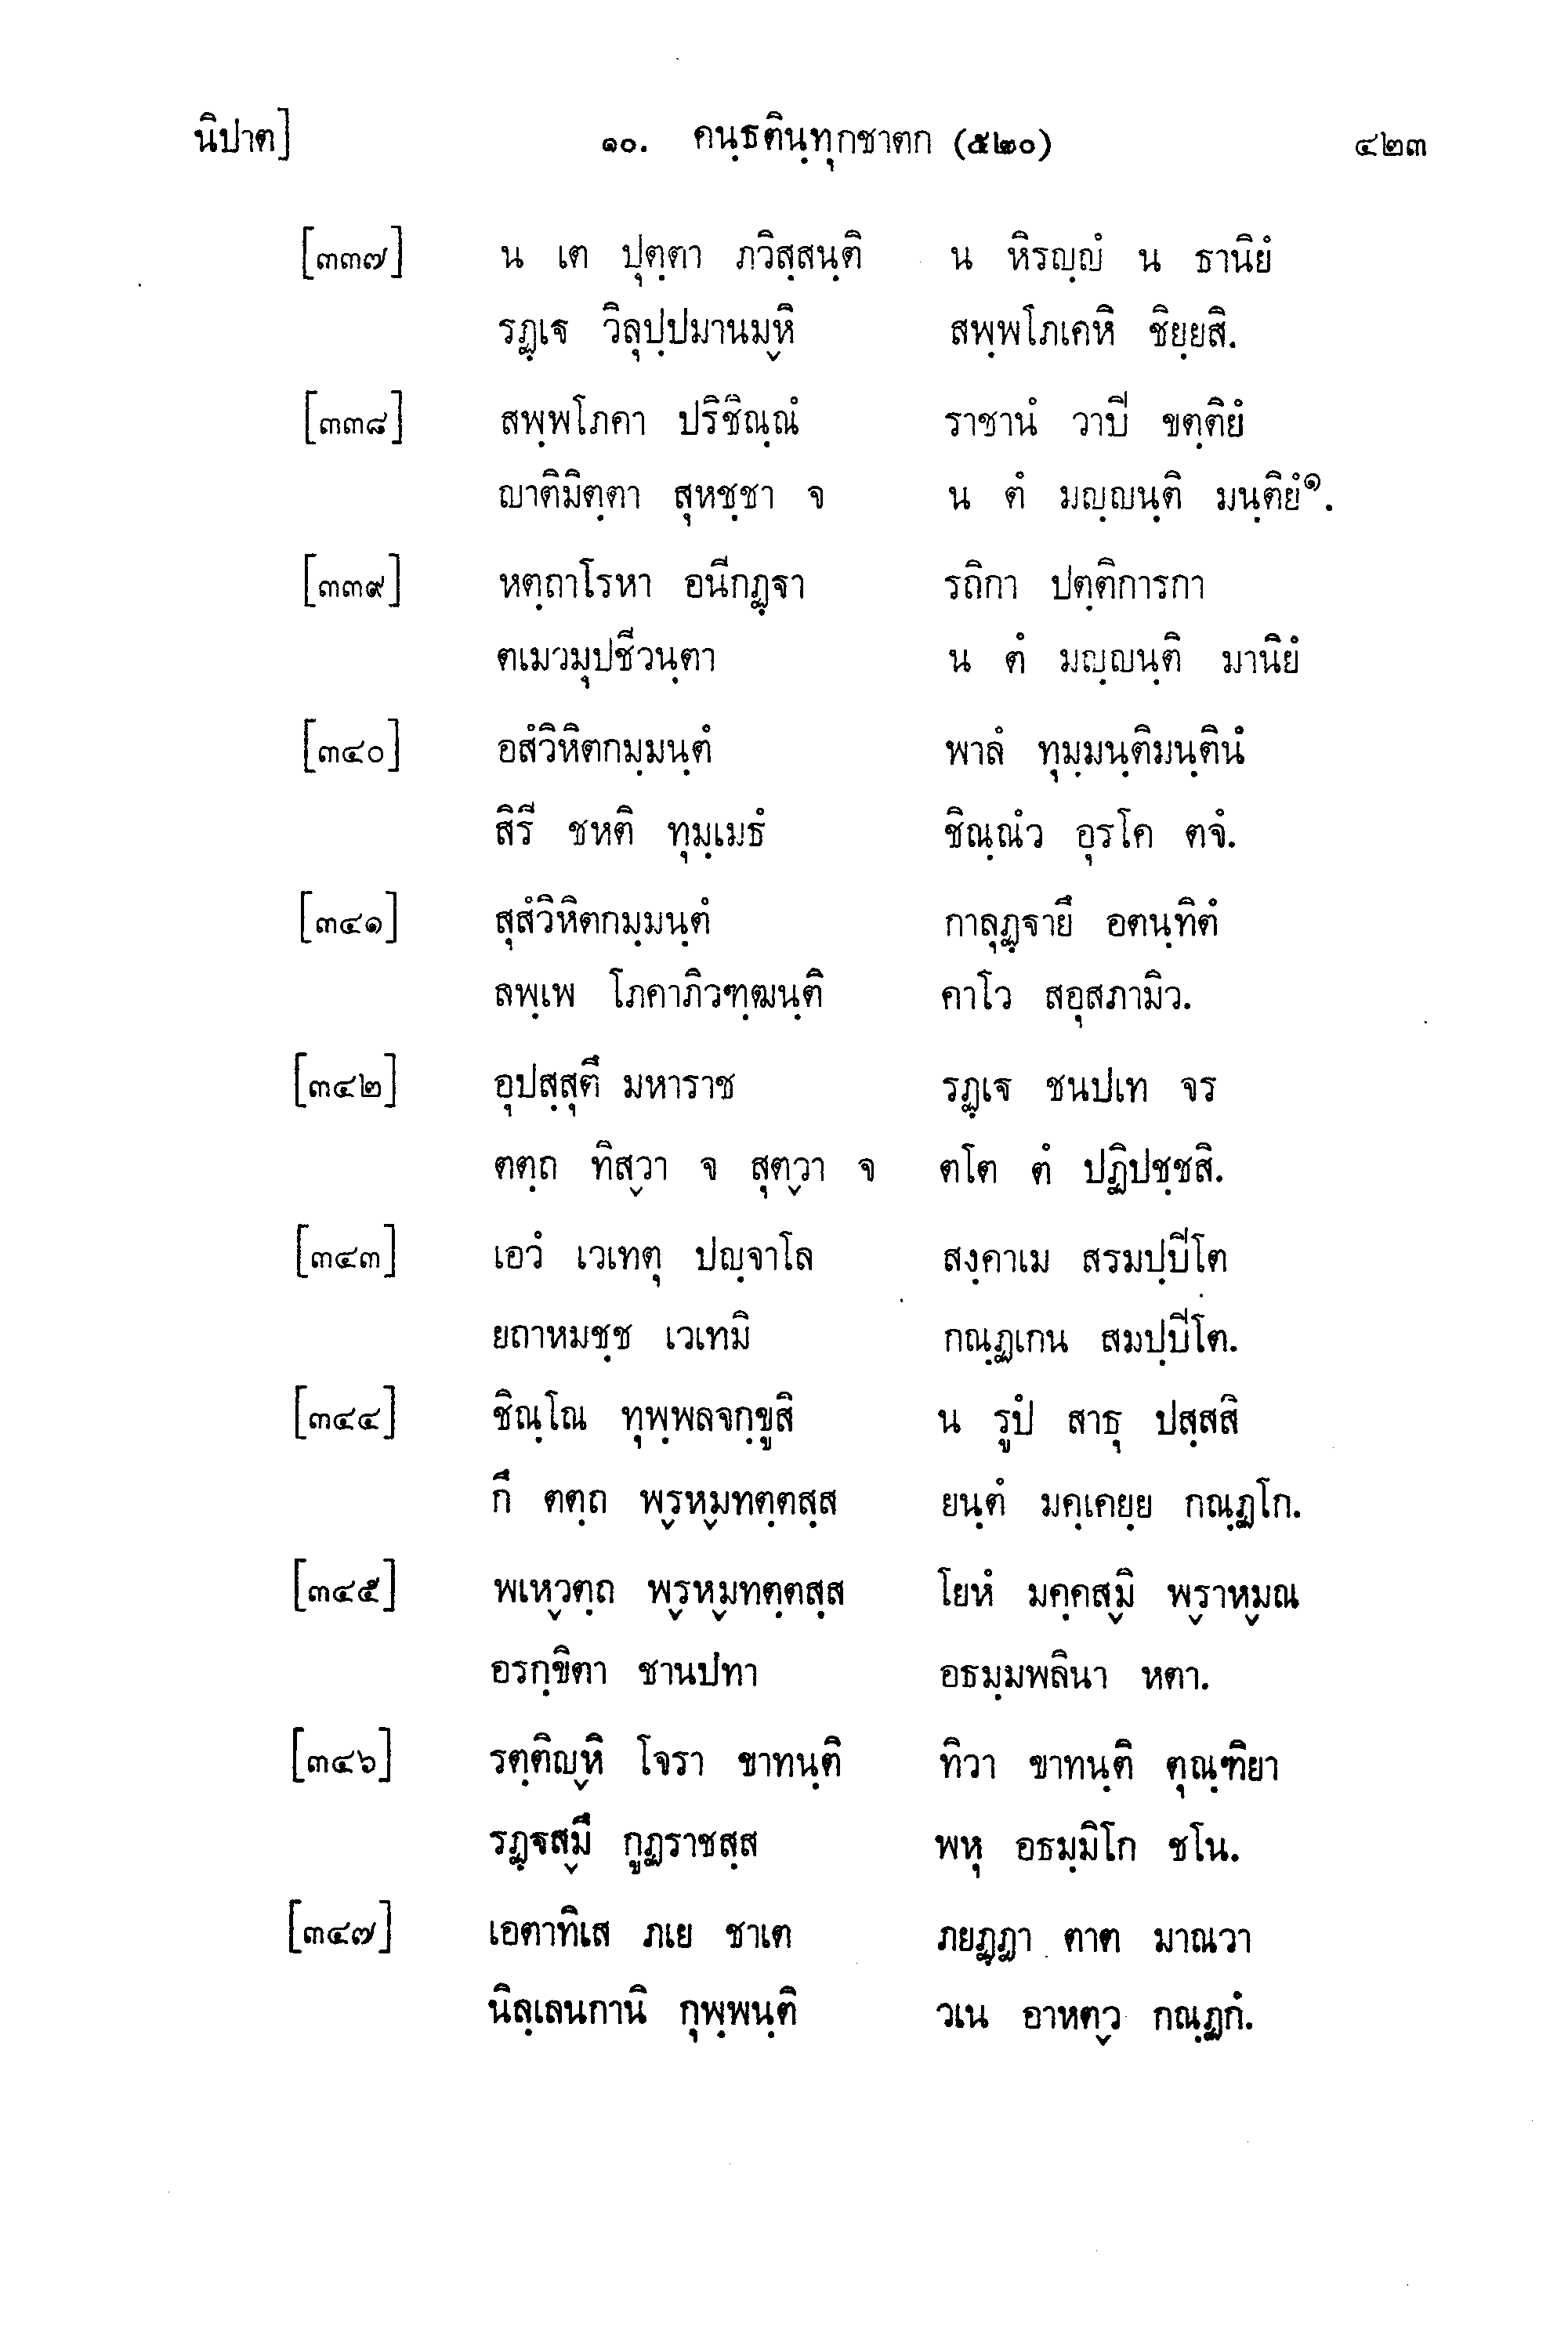 นิปาต] ๑๐. คนฺธตินฺทุกชาตก (๕๒๐) ๔๒๓
[๓๓๗] น เต ปุตฺตา ภวิสฺสนฺติ น หิรญฺญํ น ธานิยํ
รฏฺเฐ วิลุปฺปมานมฺหิ สพฺพโภเคหิ ชิยฺยสิ.
[๓๓๘] สพฺพโภคา ปริชิณฺณํ ราชานํ วาปิ ขตฺติยํ
ญาติมิตฺตา สุหชฺชา จ น ตํ มญฺญนฺติ มนฺติยํ๑.
[๓๓๙] หตฺถาโรหา อนีกฏฺฐา รถิกา ปตฺติการกา
ตเมวมุปชีวนฺตา น ตํ มญฺญนฺติ มานิยํ
[๓๔๐] อสํวิหิตกมฺมนฺตํ พาลํ ทุมฺมนฺติมนฺตินํ
สิรี ชหติ ทุมฺเมธํ ชิณฺณํว อุรโค ตจํ.
[๓๔๑] สุสํวิหิตกมฺมนฺตํ กาลุฏฺฐายึ อตนฺทิตํ
สพฺเพ โภคาภิวฑฺฒนฺติ คาโว สอุสภามิว.
[๓๔๒] อุปสฺสุตึ มหาราช รฏฺเฐ ชนปเท จร
ตตฺถ ทิสฺวา จ สุตฺวา จ ตโต ตํ ปฏิปชฺชสิ.
[๓๔๓] เอวํ เวเทตุ ปญฺจาโล สงฺคาเม สรมปฺปิโต
ยถาหมชฺช เวเทมิ กณฺฏเกน สมปฺปิโต.
[๓๔๔] ชิณฺโณ ทุพฺพลจกฺขูสิ น รูปํ สาธุ ปสฺสสิ
กึ ตตฺถ พฺรหฺมทตฺตสฺส ยนฺตํ มคฺเคยฺย กณฺฏโก.
[๓๔๕] พเหฺวตฺถ พฺรหฺมทตฺตสฺส โยหํ มคฺคสฺมิ พฺราหฺมณ
อรกฺขิตา ชานปทา อธมฺมพลินา หตา.
[๓๔๖] รตฺติญฺหิ โจรา ขาทนฺติ ทิวา ขาทนฺติ ตุณฺฑิยา
รฏฺฐสฺมึ กูฏราชสฺส พหุ อธมฺมิโก ชโน.
[๓๔๗] เอตาทิเส ภเย ชาเต ภยฏฺฏา ตาต มาณวา
นิลฺเลนกานิ กุพฺพนฺติ วเน อาหตฺว กณฺฏกํ.